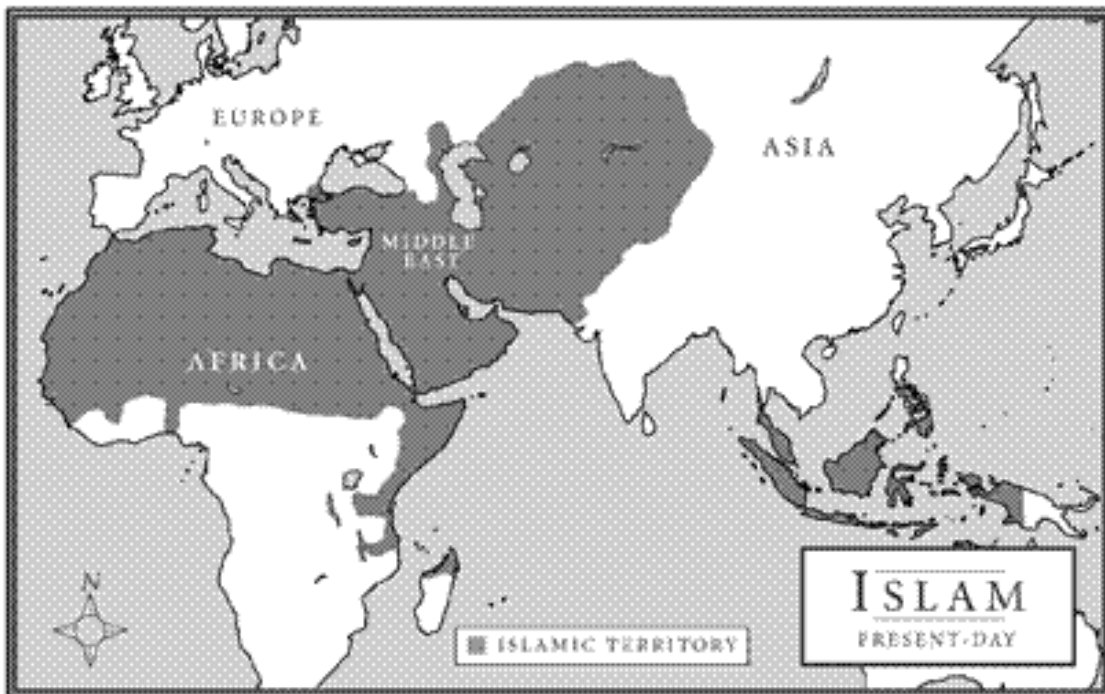 EUROPE
ASIA
MIDDLE
EAST
AFRICA
N
ISLAM
PRESENT-DAY
ISLAMIC TERRITORY